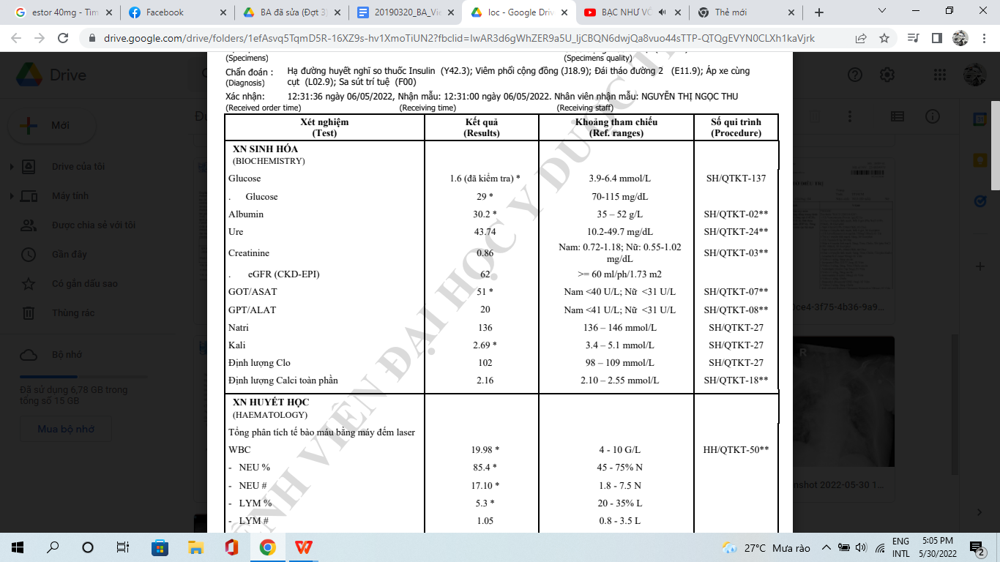 estor 40mg - Tìm
Facebook
BA đã sửa (Đợt 3)
20190320_BA_Vie
loc - Google Driv
BẠC NHƯ VÔ
Thẻ mới
drive.google.com/drive/folders/1efAsvq5TqmD5R-16XZ9s-hv1XmoTiUN2?fbclid=IwAR3d6gWhZER9a5U_ljCBQN6dwjQa8vuo44sTTP-QTQgEVYN0CLXh1kaVjrk
Drive
Mới
Drive của tôi
Máy tính
Được chia sẻ với tôi
Gần đây
Có gắn dấu sao
Thùng rác
Bộ nhớ
Đã sử dụng 6,78 GB trong
tổng số 15 GB
Mua bộ nhớ
(Specimens) (Specimens quality)
Chẩn đoán : Hạ đường huyết nghĩ so thuốc Insulin (Y42.3); Viêm phổi cộng đồng (J18.9); Đái tháo đường 2 (E11.9); Áp xe cùng
(Diagnosis) cụt (L02.9); Sa sút trí tuệ (F00)
Xác nhận: 12:31:36 ngày 06/05/2022, Nhận mẫu: 12:31:00 ngày 06/05/2022. Nhân viên nhận mẫu: NGUYỄN THỊ NGỌC THU
(Received order time) (Receiving time) (Receiving staff)
Xét nghiệm Kết quả Khoảng tham chiếu Số qui trình
(Test) (Results) (Ref. ranges) (Procedure)
XN SINH HÓA
(BIOCHEMISTRY)
Glucose 1.6 (đã kiểm tra) * 3.9-6.4 mmol/L SH/QTKT-137
. Glucose 29 * 70-115 mg/dL
Albumin 30.2 * 35 – 52 g/L SH/QTKT-02**
Ure 43.74 10.2-49.7 mg/dL SH/QTKT-24**
Creatinine 0.86 Nam: 0.72-1.18; Nữ: 0.55-1.02 mg/dL SH/QTKT-03**
. eGFR (CKD-EPI) 62 >= 60 ml/ph/1.73 m2
GOT/ASAT 51 * Nam <40 U/L; Nữ <31 U/L SH/QTKT-07**
GPT/ALAT 20 Nam <41 U/L; Nữ <31 U/L SH/QTKT-08**
Natri 136 136 – 146 mmol/L SH/QTKT-27
Kali 2.69 * 3.4 – 5.1 mmol/L SH/QTKT-27
Định lượng Clo 102 98 – 109 mmol/L SH/QTKT-27
Định lượng Calci toàn phần 2.16 2.10 – 2.55 mmol/L SH/QTKT-18**
XN HUYẾT HỌC
(HAEMATOLOGY)
Tổng phân tích tế bào máu bằng máy đếm laser
WBC 19.98 * 4 - 10 G/L HH/QTKT-50**
- NEU % 85.4 * 45 - 75% N
- NEU # 17.10 * 1.8 - 7.5 N
- LYM % 5.3 * 20 - 35% L
- LYM # 1.05 0.8 - 3.5 L
ỆNH VIỆN ĐẠI HỌC Y DƯỢC T
0ce4-3f75-4b36-9a9...
R
nshot 2022-05-30 1...
27°C Mưa rào
ENG
INTL
5:05 PM
5/30/2022
2